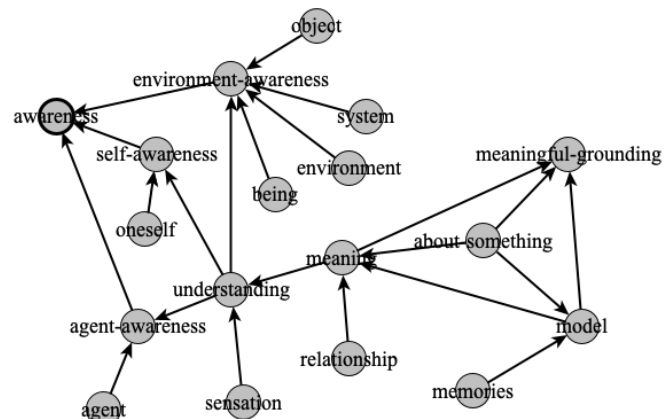 object
environment-awareness
awareness
system
self-awareness
meaningful-grounding
environment
being
oneself
about-something
meaning
understanding
agent-awareness
model
relationship
memories
agent
sensation